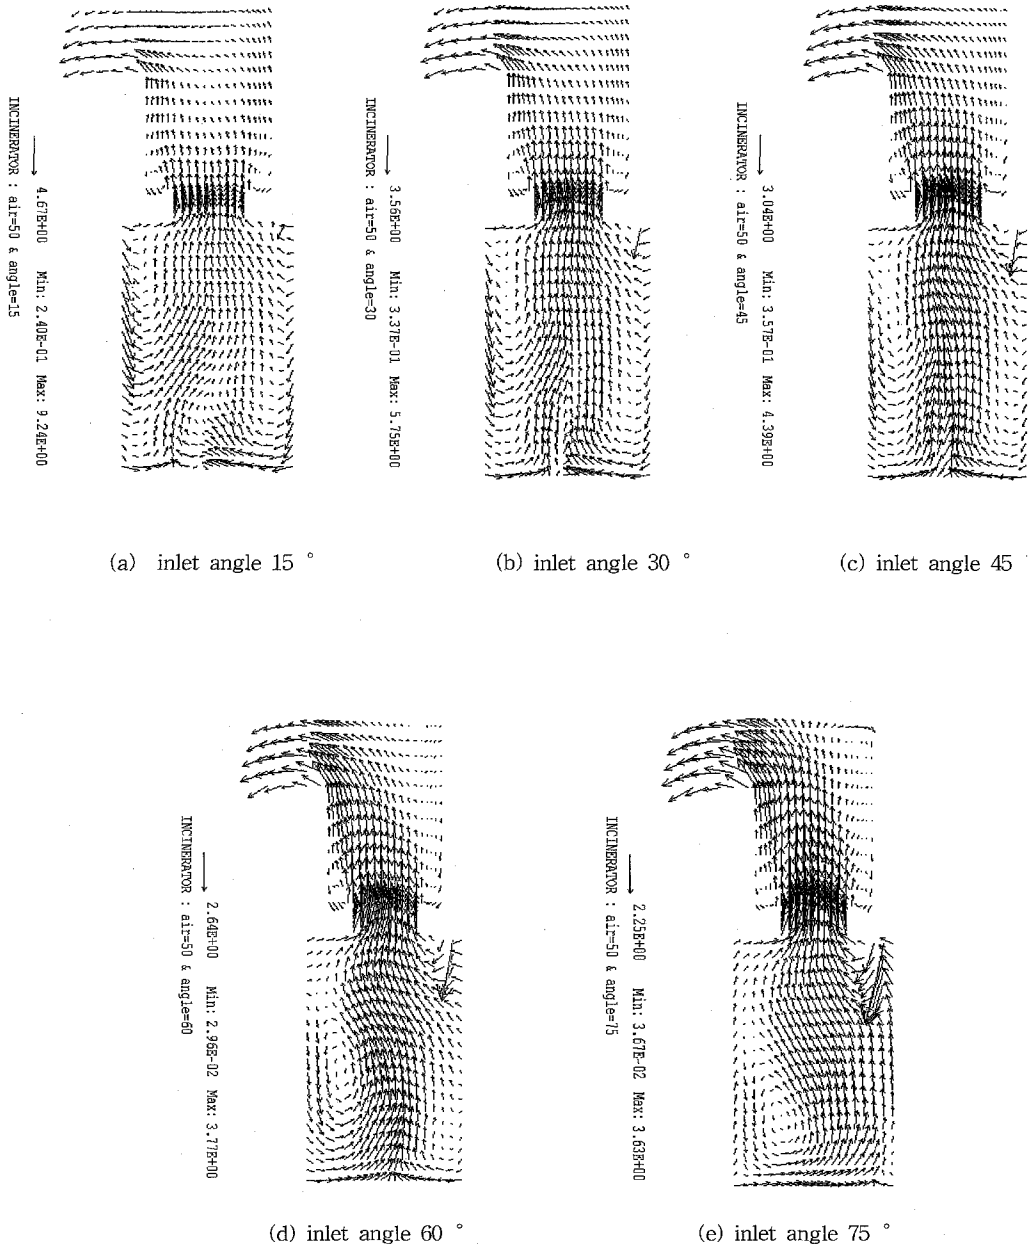 4.67E+00 Min: 2.40E-01 Max: 9.24E+00
INCINERATOR : air=50 & angle=15
3.56E+00 Min: 3.37E-01 Max: 5.75E+00
INCINERATOR : air=50 & angle=30
3.04E+00 Min: 3.57E-01 Max: 4.39E+00
INCINERATOR : air=50 & angle=45
(a) inlet angle 15 °
(b) inlet angle 30 °
(c) inlet angle 45 °
2.64E+00 Min: 2.96E-02 Max: 3.77E+00
INCINERATOR : air=50 & angle=60
2.25E+00 Min: 3.67E-02 Max: 3.63E+00
INCINERATOR : air=50 & angle=75
(d) inlet angle 60 °
(e) inlet angle 75 °